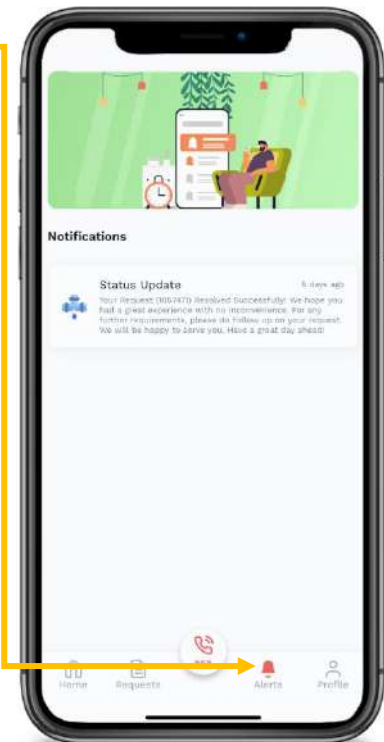 Notifications
Status Update
5 days ago
Your Request (1057471) Resolved Successfully! We hope you
had a great experience with no inconvenience. For any
further requirements, please do follow up on your request.
We will be happy to serve you. Have a great day ahead!
Home
Requests
Alerts
Profile